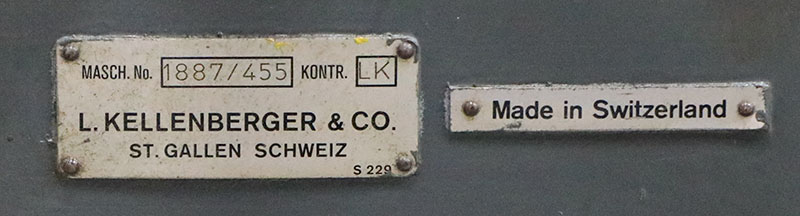 MASCH. No. 1887/455 KONTR. LK
L. KELLENBERGER & CO.
ST. GALLEN SCHWEIZ
S 229
Made in Switzerland